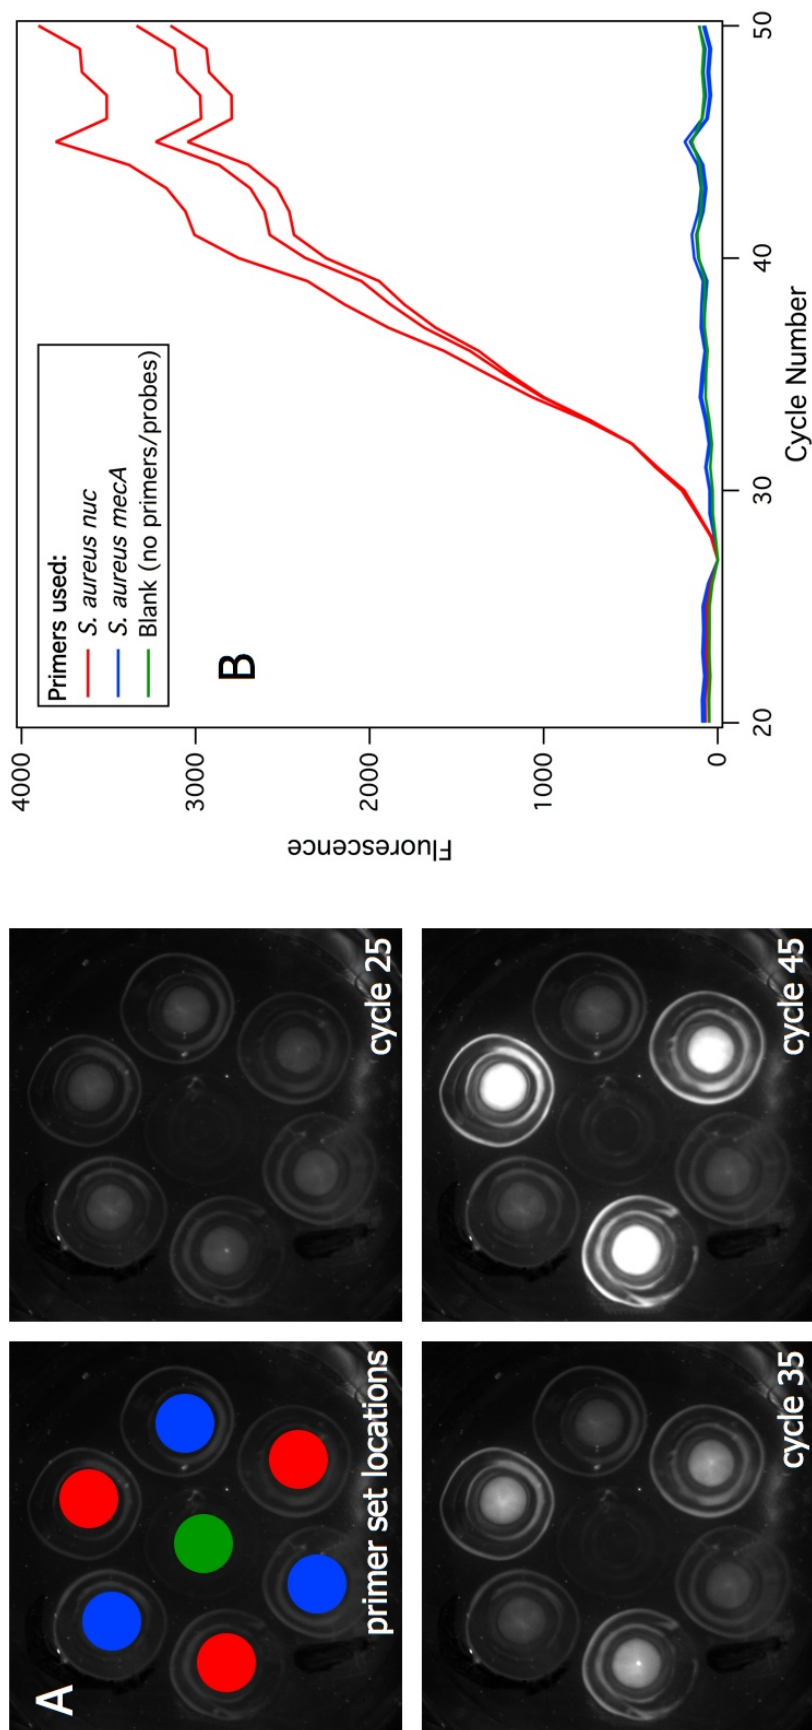 A
primer set locations
cycle 25
cycle 35
cycle 45
B
Primers used:
S. aureus nuc
S. aureus mecA
Blank (no primers/probes)
Fluorescence
4000
3000
2000
1000
0
20
30
40
50
Cycle Number